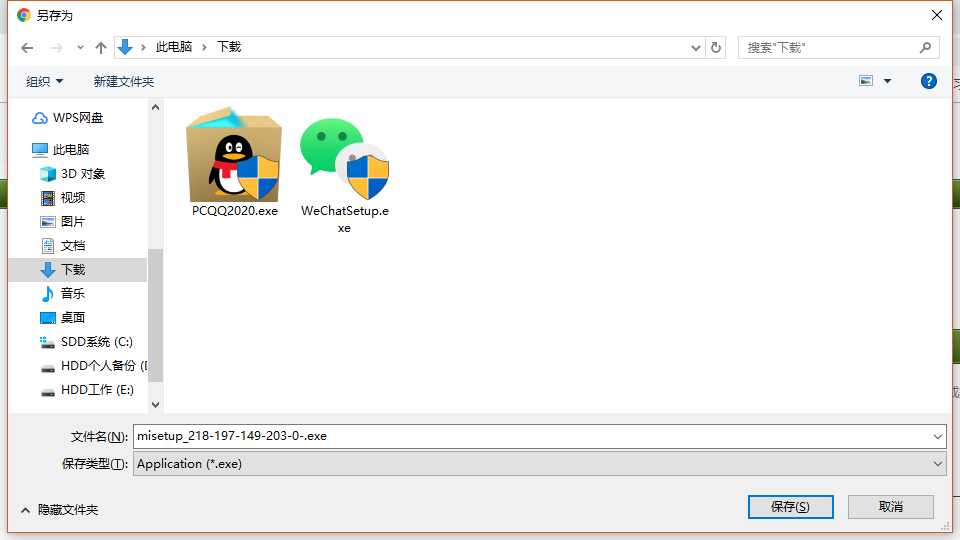 另存为
此电脑
下载
搜索"下载"
组织
新建文件夹
WPS网盘
此电脑
3D 对象
视频
图片
文档
下载
音乐
桌面
SDD系统 (C:)
HDD个人备份 (
HDD工作 (E:)
PCQQ2020.exe
WeChatSetup.e
xe
文件名(N):
misetup_218-197-149-203-0-.exe
保存类型(T):
Application (*.exe)
隐藏文件夹
保存(S)
取消